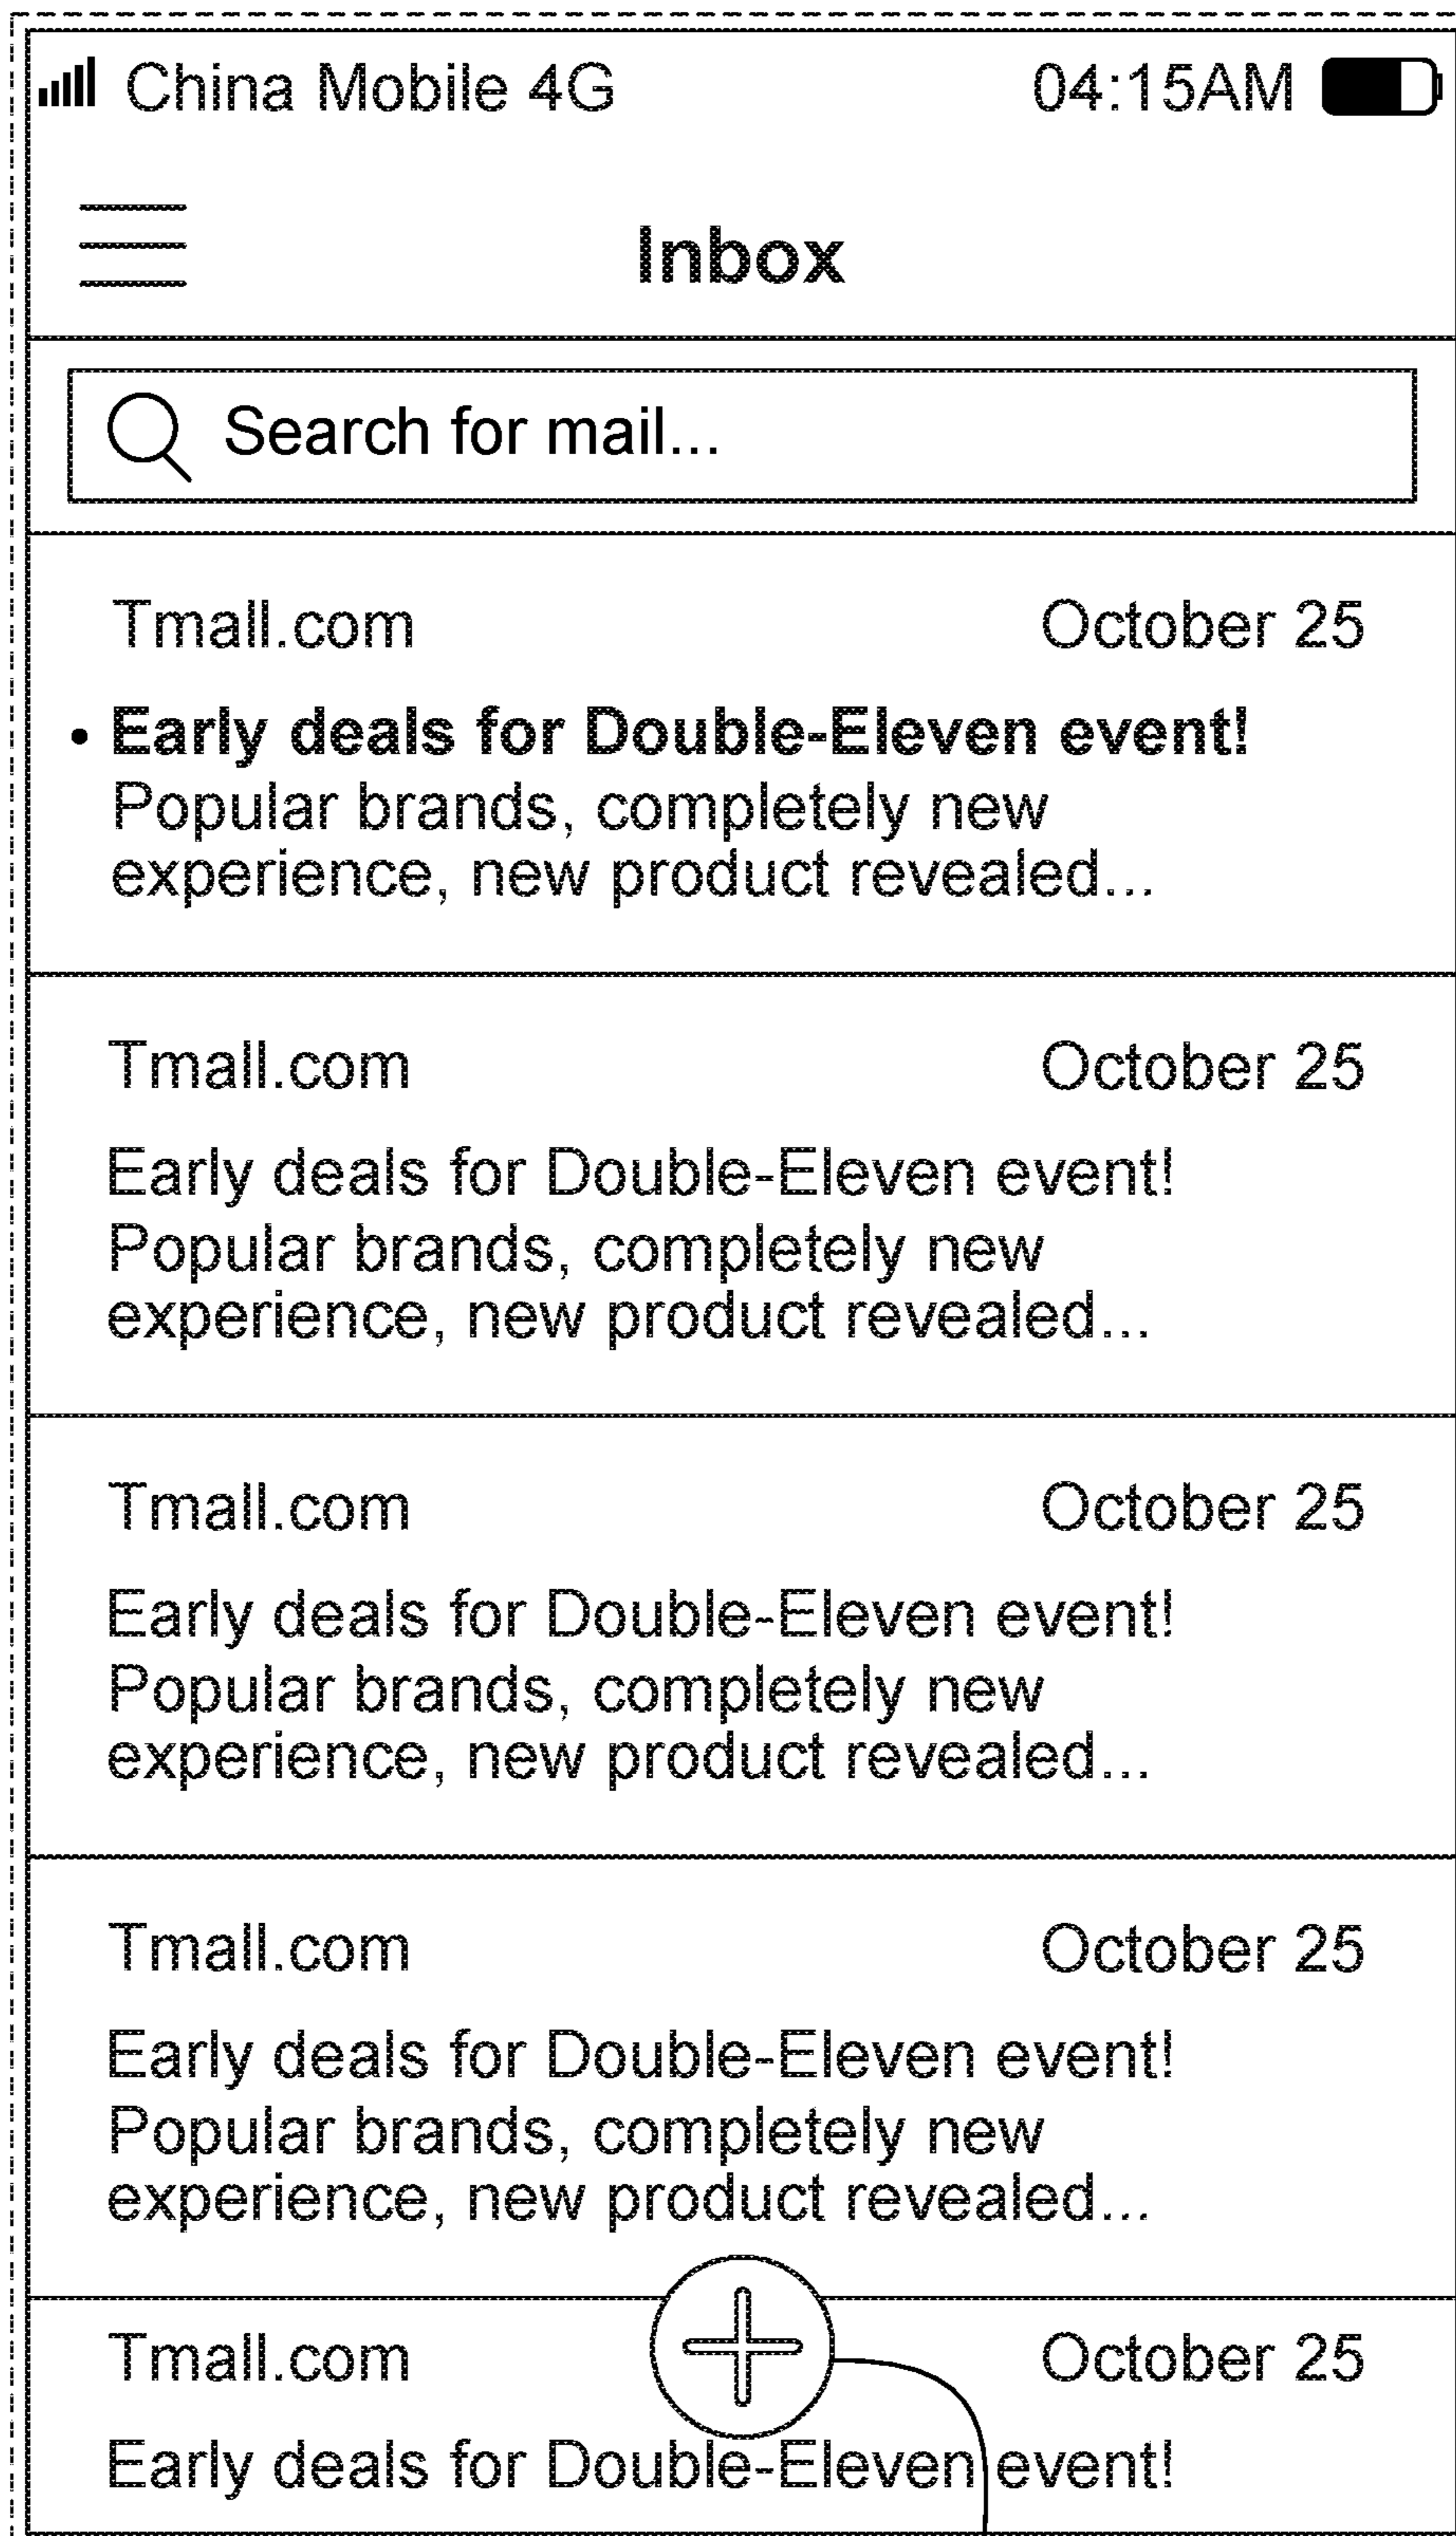 China Mobile 4G 04:15AM
Inbox
Search for mail...
Tmall.com October 25
• Early deals for Double-Eleven event!
Popular brands, completely new
experience, new product revealed...
Tmall.com October 25
Early deals for Double-Eleven event!
Popular brands, completely new
experience, new product revealed...
Tmall.com October 25
Early deals for Double-Eleven event!
Popular brands, completely new
experience, new product revealed...
Tmall.com October 25
Early deals for Double-Eleven event!
Popular brands, completely new
experience, new product revealed...
Tmall.com October 25
Early deals for Double-Eleven event!